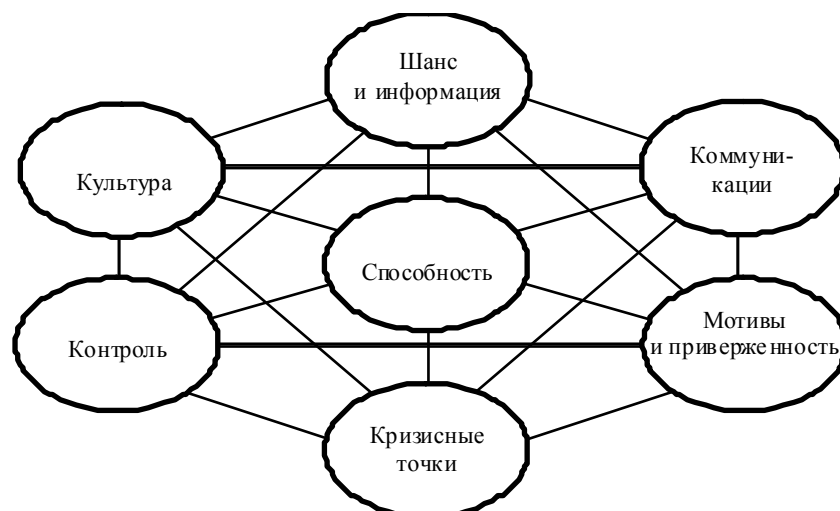 Шанс
и информация
Культура
Коммуни-
кации
Способность
Контроль
Мотивы
и приверженность
Кризисные
точки